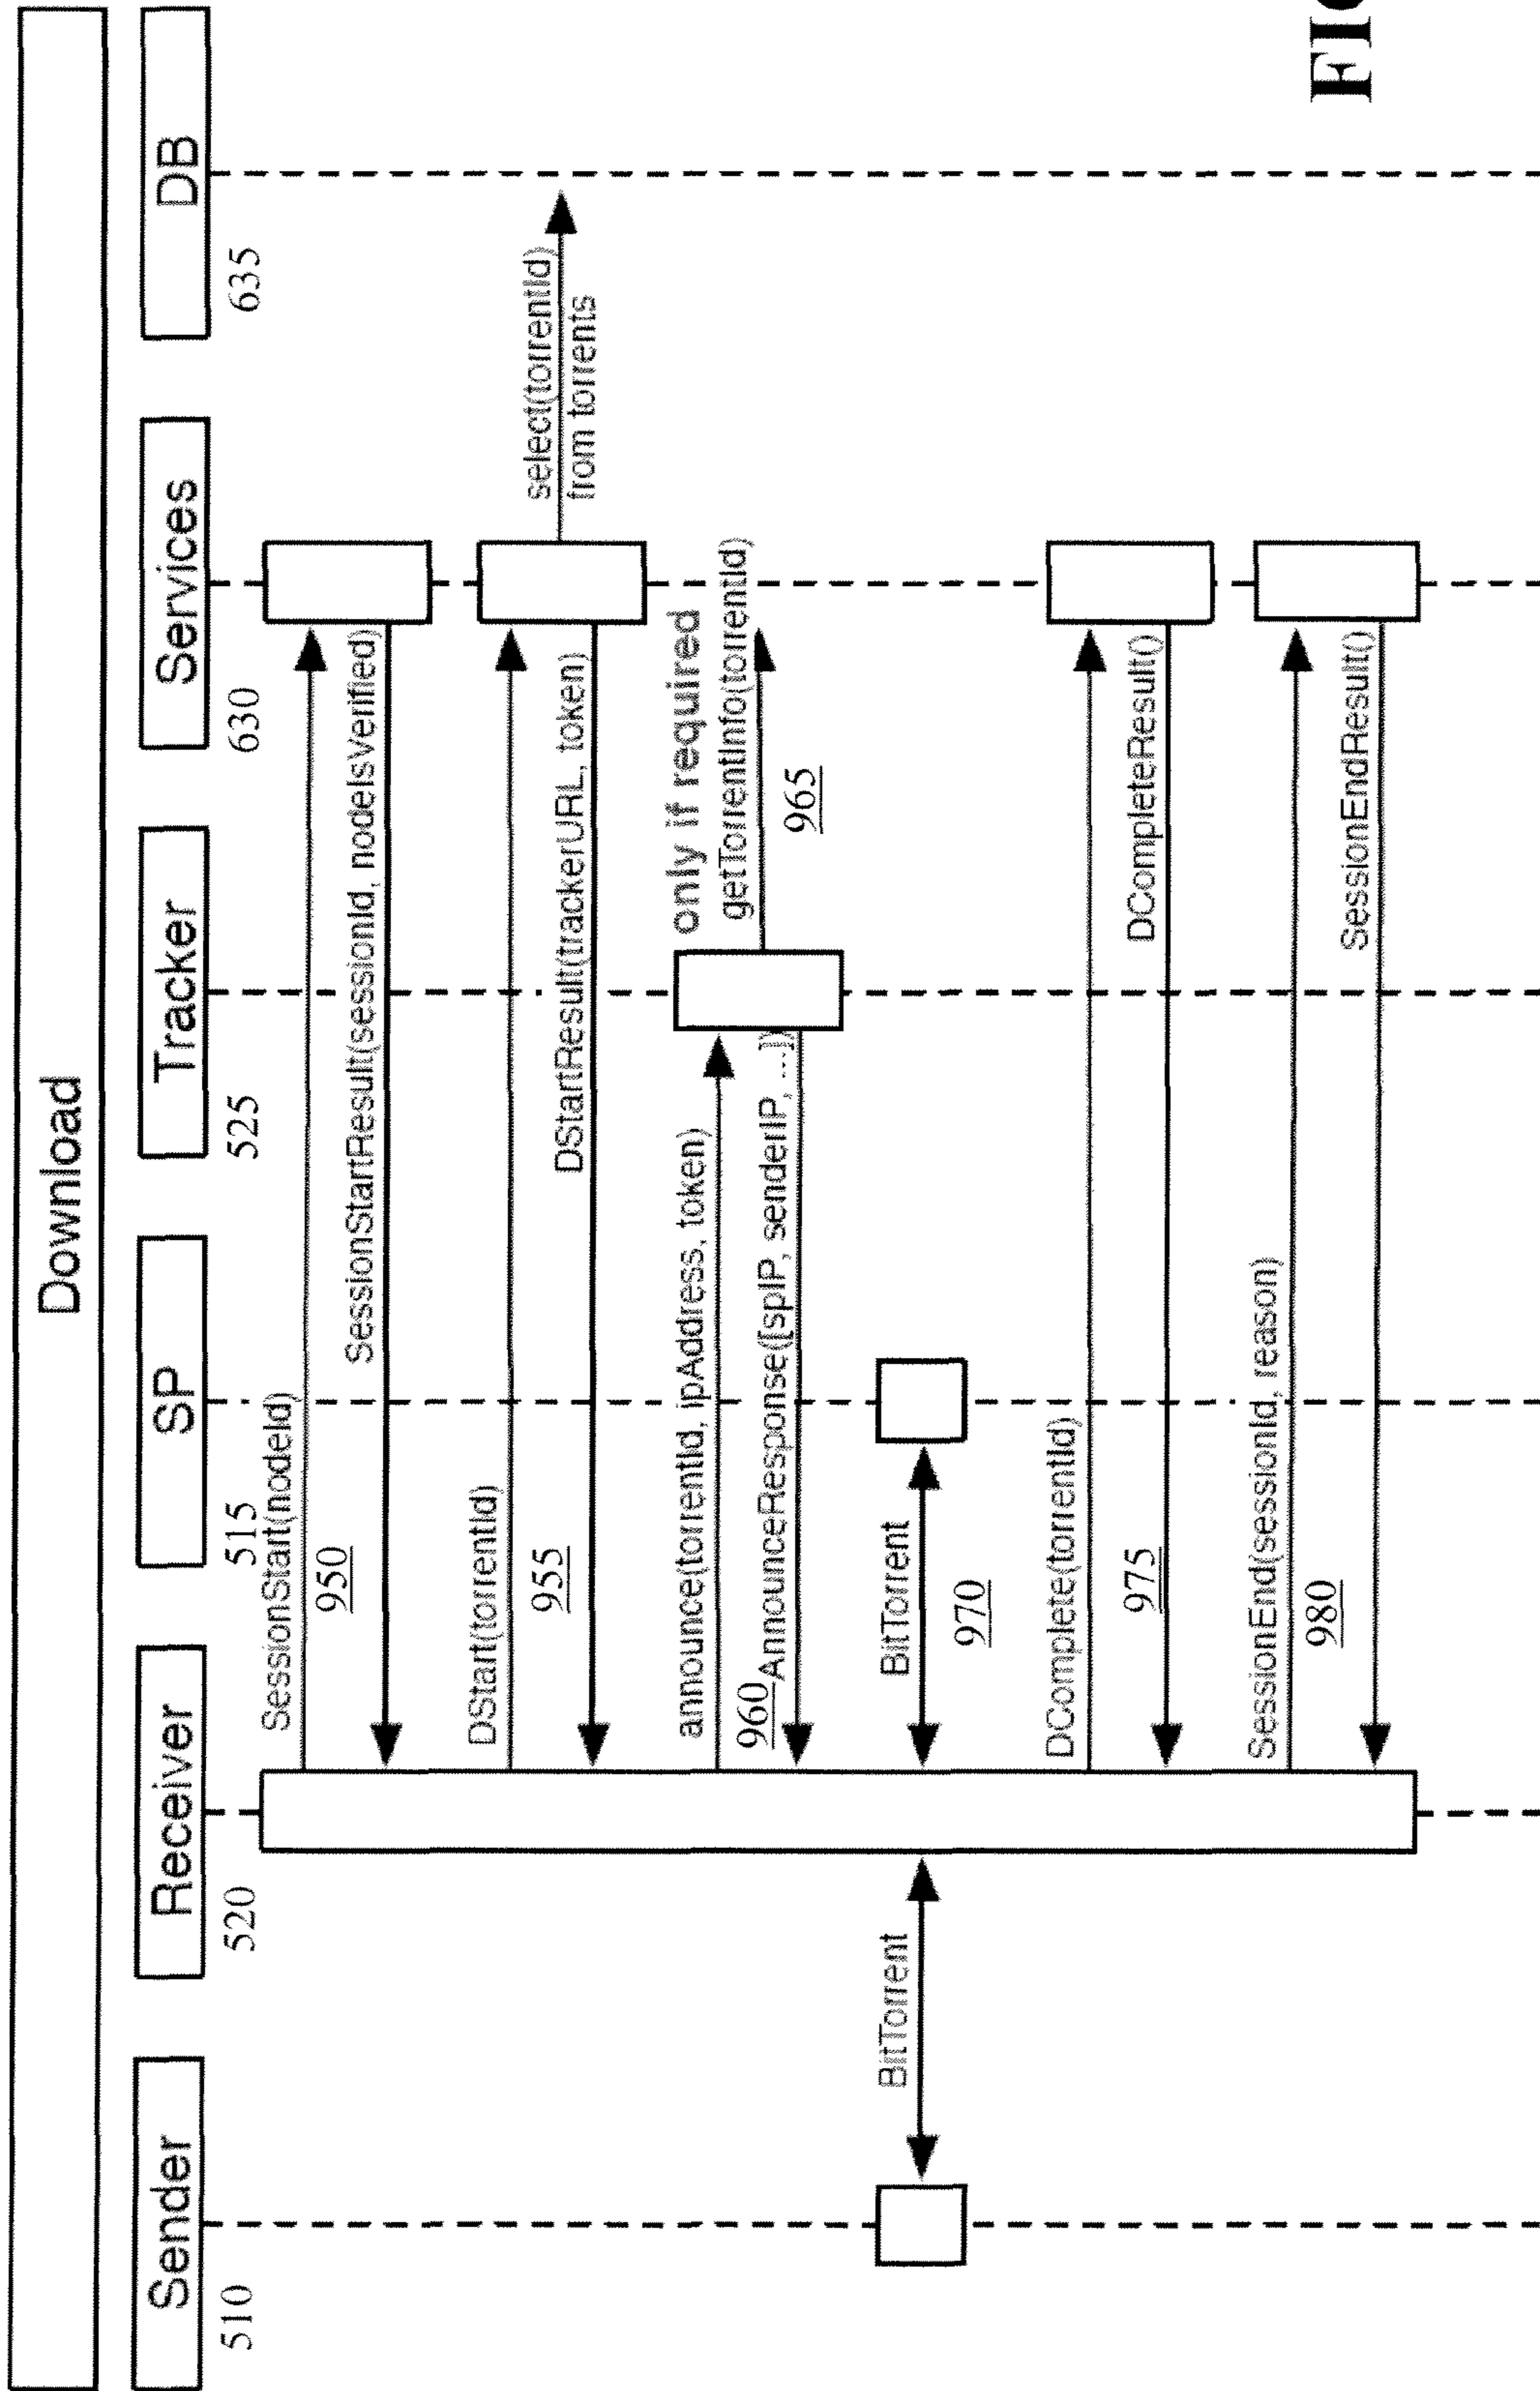 Download
Sender
Receiver
SP
Tracker
Services
DB
510
520
515
525
630
635
SessionStart(nodeId)
950
SessionStartResult(sessionId, nodeIsVerified)
DStart(torrentId)
955
select(torrentId)
from torrents
DStartResult(trackerURL, token)
announce(torrentId, ipAddress, token)
only if required
getTorrentInfo(torrentId)
960
AnnounceResponse([spIP, senderIP, ...])
965
BitTorrent
BitTorrent
970
DComplete(torrentId)
975
DCompleteResult()
SessionEnd(sessionId, reason)
980
SessionEndResult()